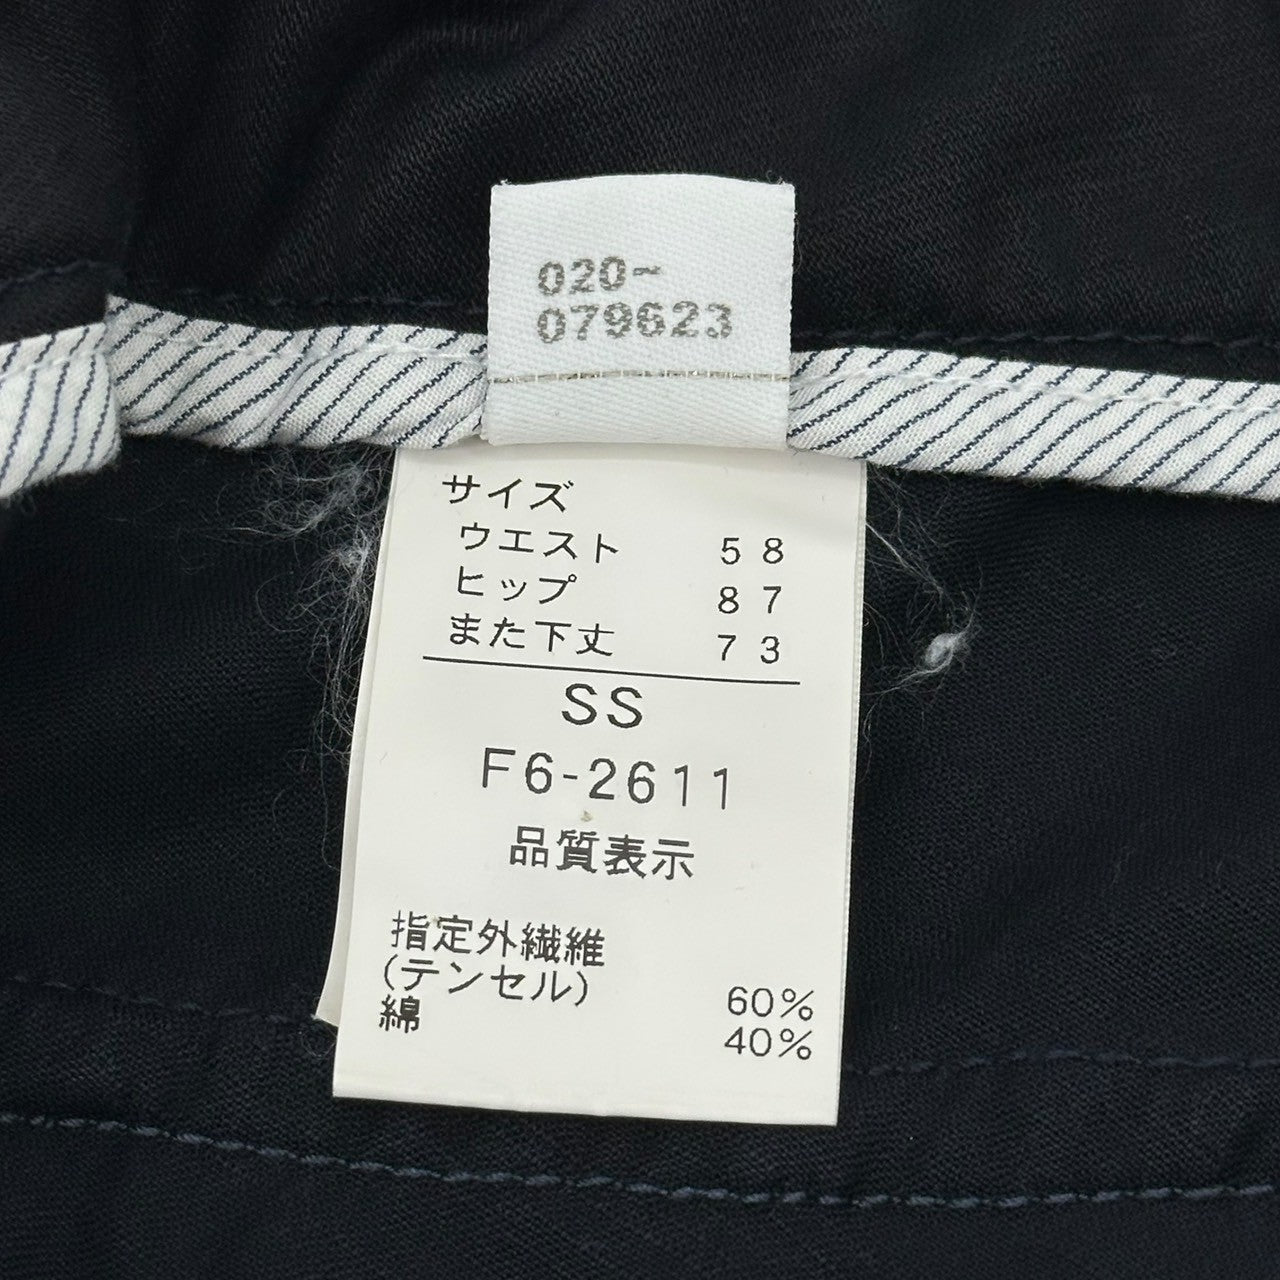 020-
079623
サイズ
ウエスト 58
ヒップ 87
また下丈 73
SS
F6-2611
品質表示
指定外繊維
(テンセル) 60%
綿 40%